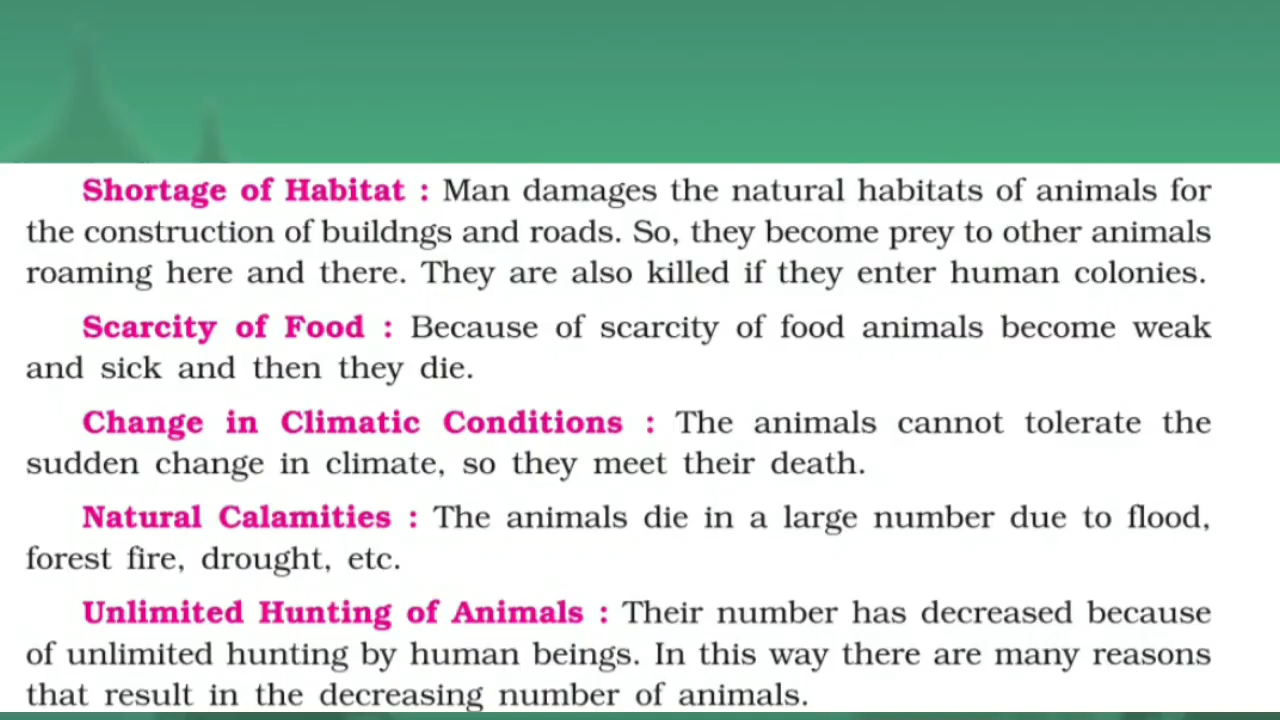 Shortage of Habitat : Man damages the natural habitats of animals for
the construction of buildngs and roads. So, they become prey to other animals
roaming here and there. They are also killed if they enter human colonies.
Scarcity of Food : Because of scarcity of food animals become weak
and sick and then they die.
Change in Climatic Conditions : The animals cannot tolerate the
sudden change in climate, so they meet their death.
Natural Calamities : The animals die in a large number due to flood,
forest fire, drought, etc.
Unlimited Hunting of Animals : Their number has decreased because
of unlimited hunting by human beings. In this way there are many reasons
that result in the decreasing number of animals.